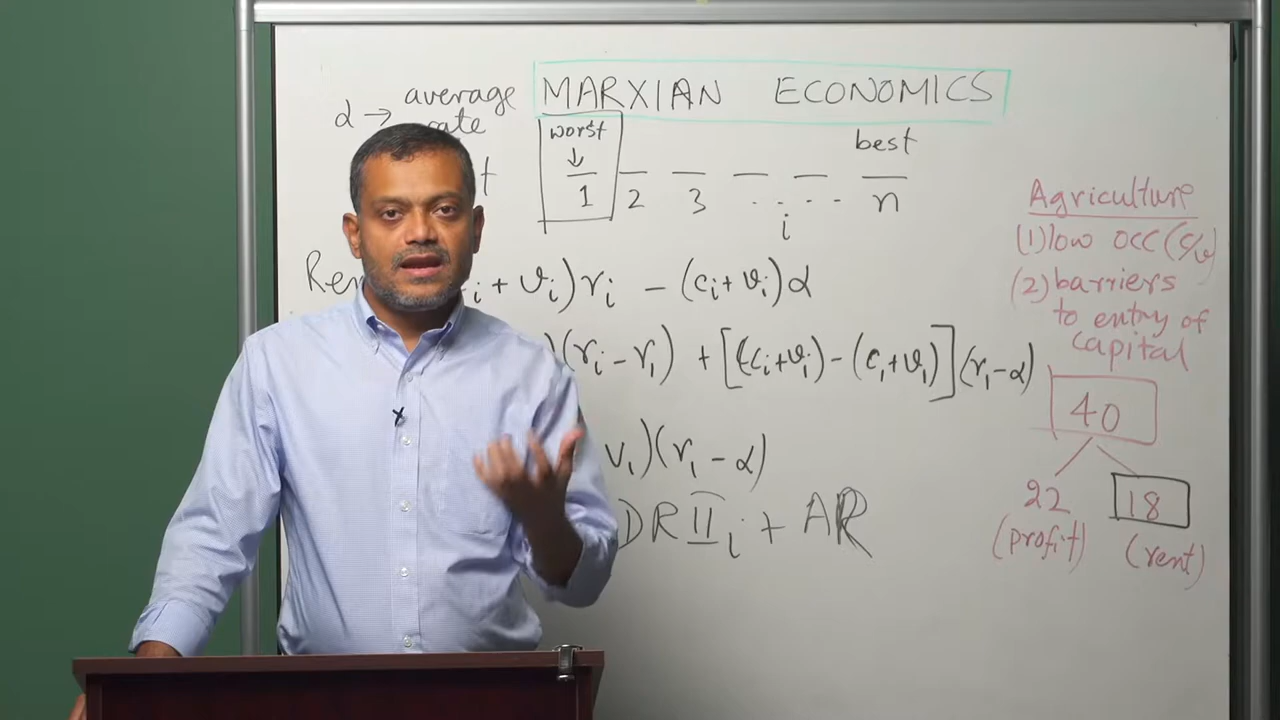 MARXIAN ECONOMICS
α → average
rate
worst
↓
best
1 2 3 . . . . . n
i
Agriculture
(1) low OCC (c/v)
(2) barriers
to entry of
capital
Ren i + vi)ri − (ci+vi)α
)(ri−r1) + [(ci+vi)−(c1+v1)](r1−α)
v1)(r1−α)
DRIIi + AR
40
22 18
(profit) (rent)